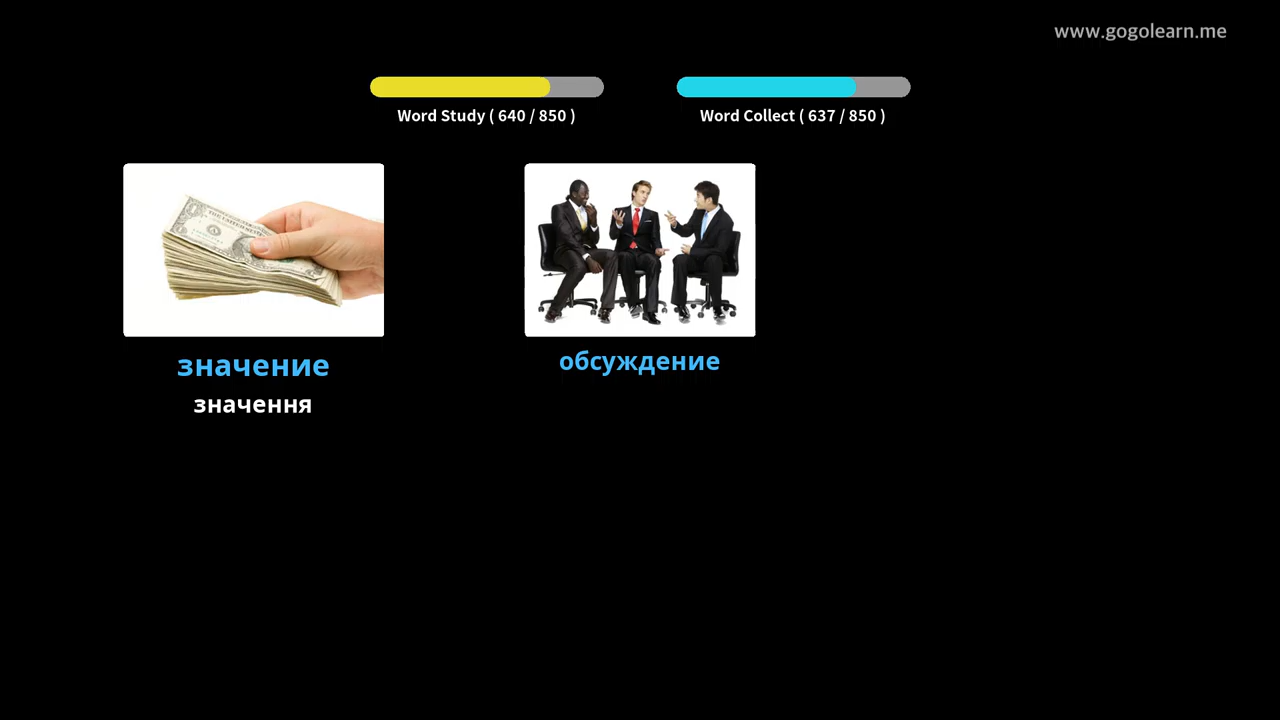 www.gogolearn.me
Word Study ( 640 / 850 )
Word Collect ( 637 / 850 )
значение
значення
обсуждение